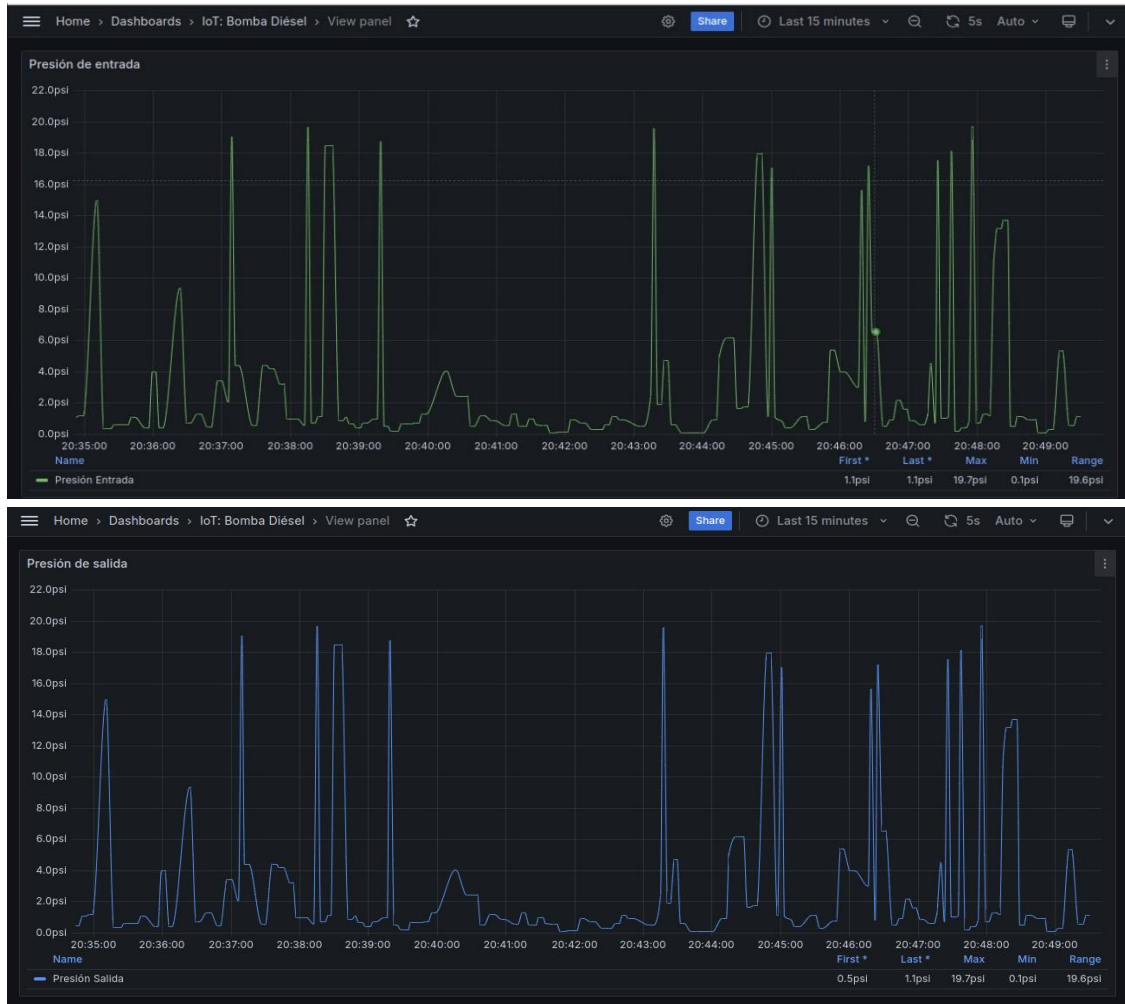 Home › Dashboards › IoT: Bomba Diésel › View panel
Share
Last 15 minutes
5s
Auto
Presión de entrada
22.0psi
20.0psi
18.0psi
16.0psi
14.0psi
12.0psi
10.0psi
8.0psi
6.0psi
4.0psi
2.0psi
0.0psi
20:35:00 20:36:00 20:37:00 20:38:00 20:39:00 20:40:00 20:41:00 20:42:00 20:43:00 20:44:00 20:45:00 20:46:00 20:47:00 20:48:00 20:49:00
Name First * Last * Max Min Range
Presión Entrada 1.1psi 1.1psi 19.7psi 0.1psi 19.6psi
Home › Dashboards › IoT: Bomba Diésel › View panel
Share
Last 15 minutes
5s
Auto
Presión de salida
22.0psi
20.0psi
18.0psi
16.0psi
14.0psi
12.0psi
10.0psi
8.0psi
6.0psi
4.0psi
2.0psi
0.0psi
20:35:00 20:36:00 20:37:00 20:38:00 20:39:00 20:40:00 20:41:00 20:42:00 20:43:00 20:44:00 20:45:00 20:46:00 20:47:00 20:48:00 20:49:00
Name First * Last * Max Min Range
Presión Salida 0.5psi 1.1psi 19.7psi 0.1psi 19.6psi